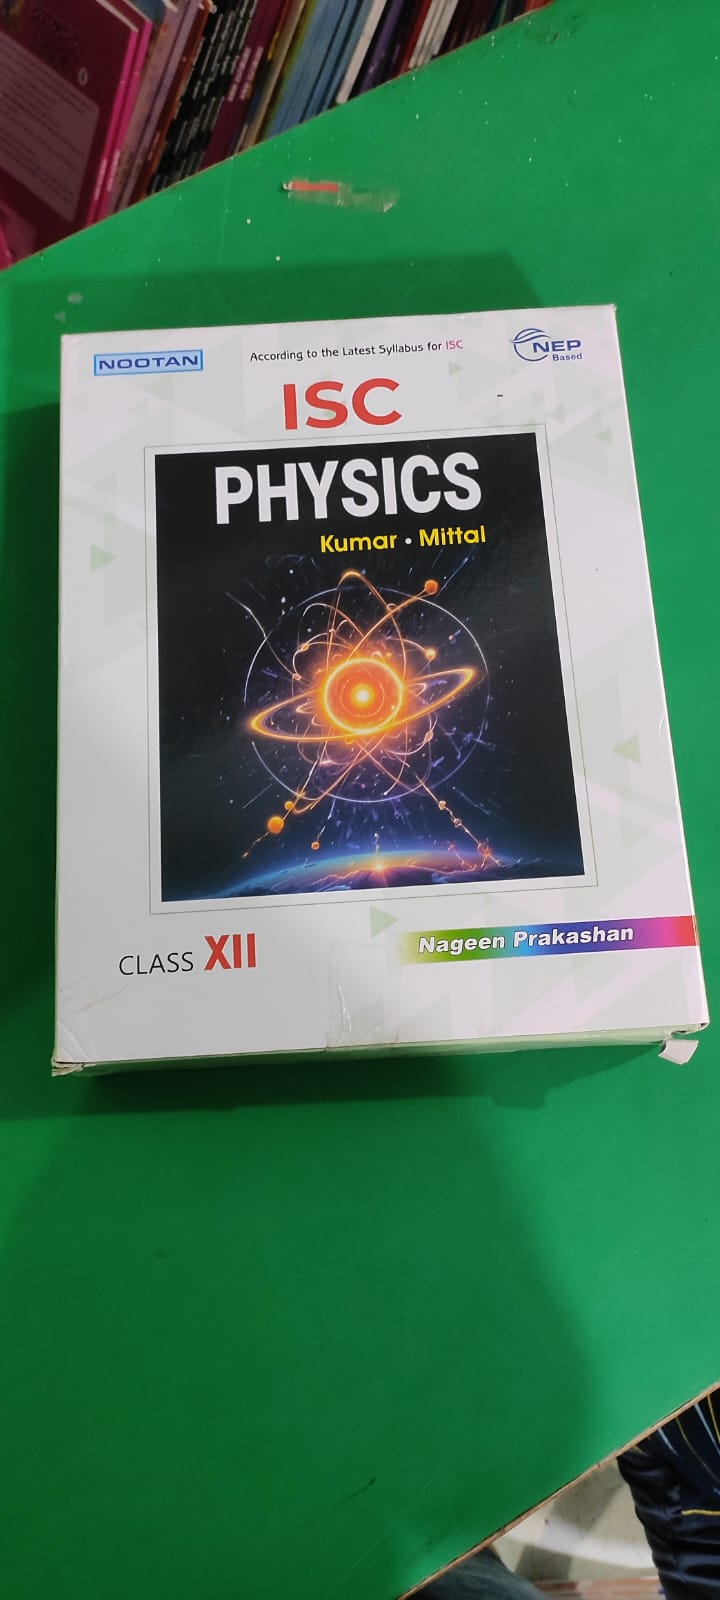 NOOTAN
According to the Latest Syllabus for ISC
NEP
Based
ISC
PHYSICS
Kumar • Mittal
CLASS XII
Nageen Prakashan